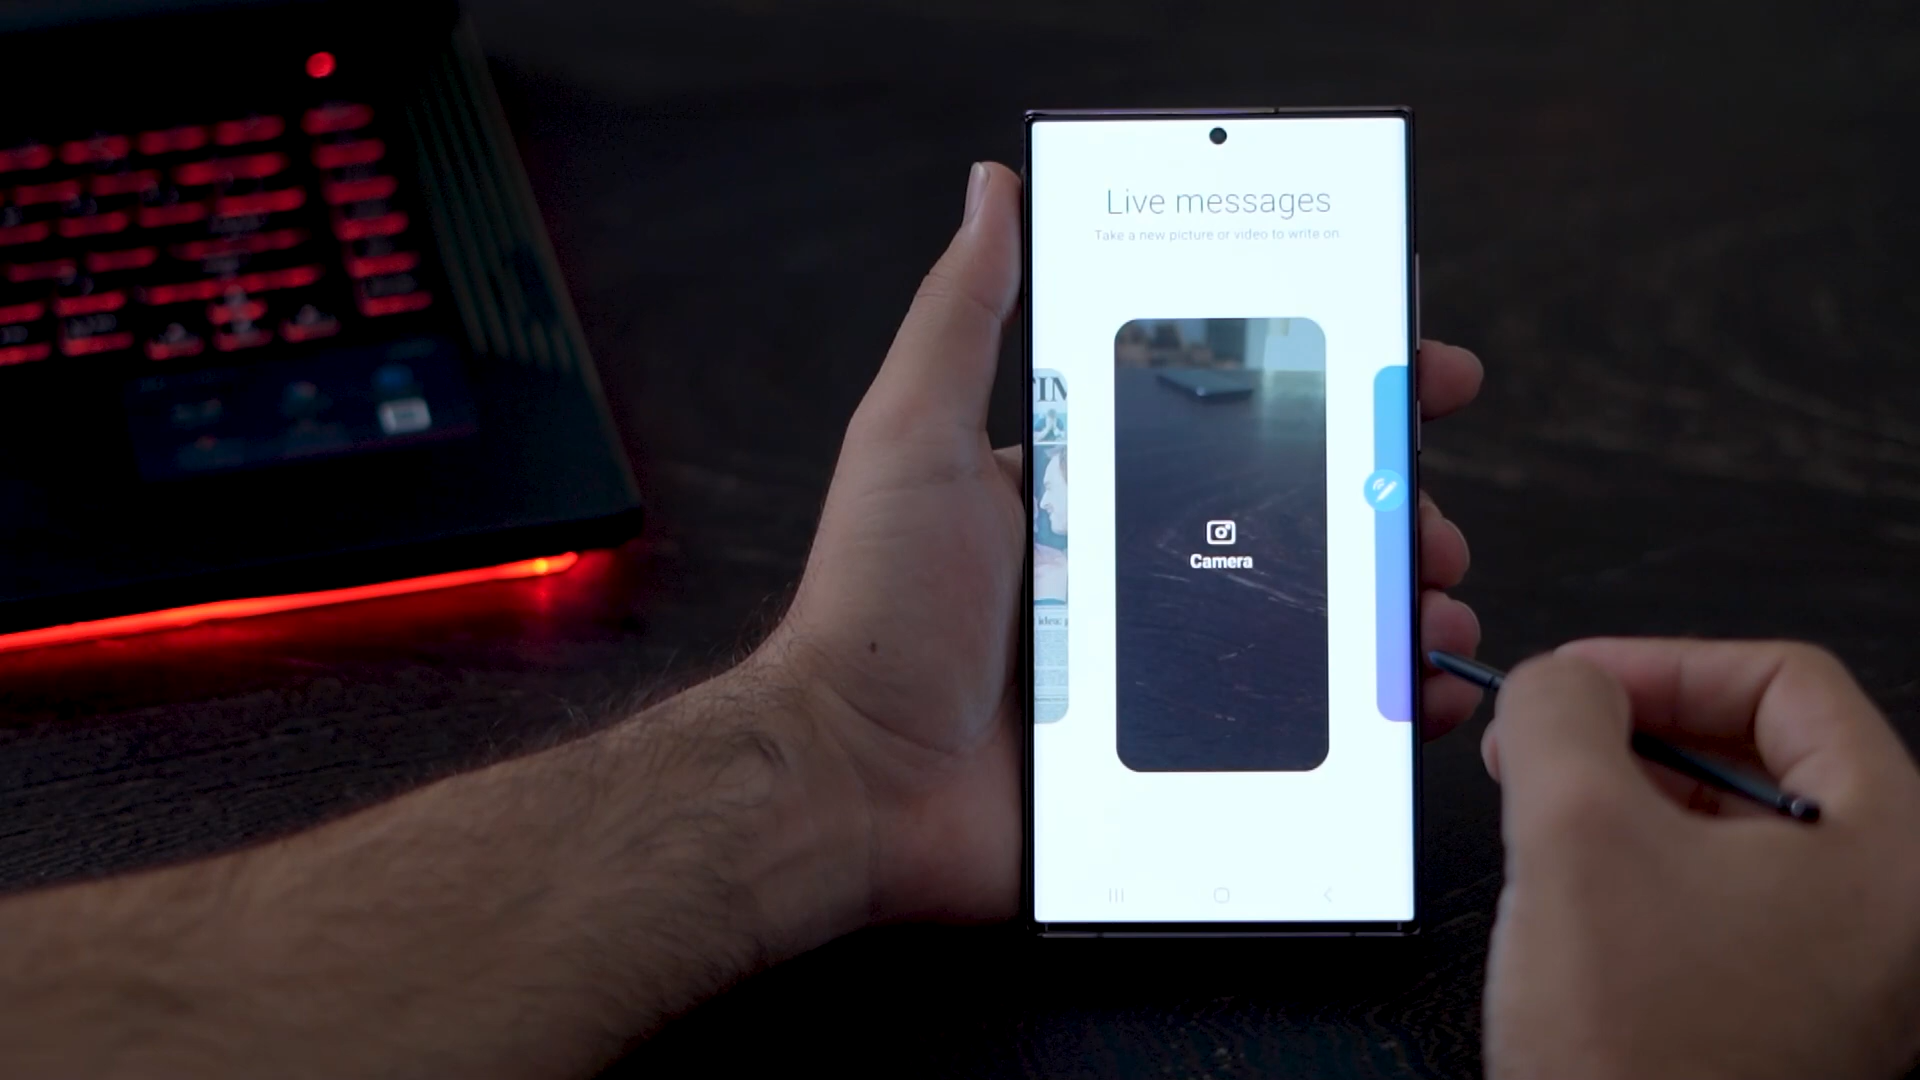 Live messages
Take a new picture or video to write on
Camera